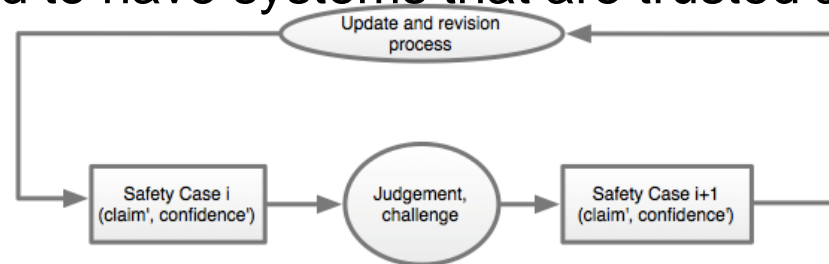 to have systems that are trusted
Update and revision
process
Safety Case i
(claim', confidence')
Judgement,
challenge
Safety Case i+1
(claim', confidence')